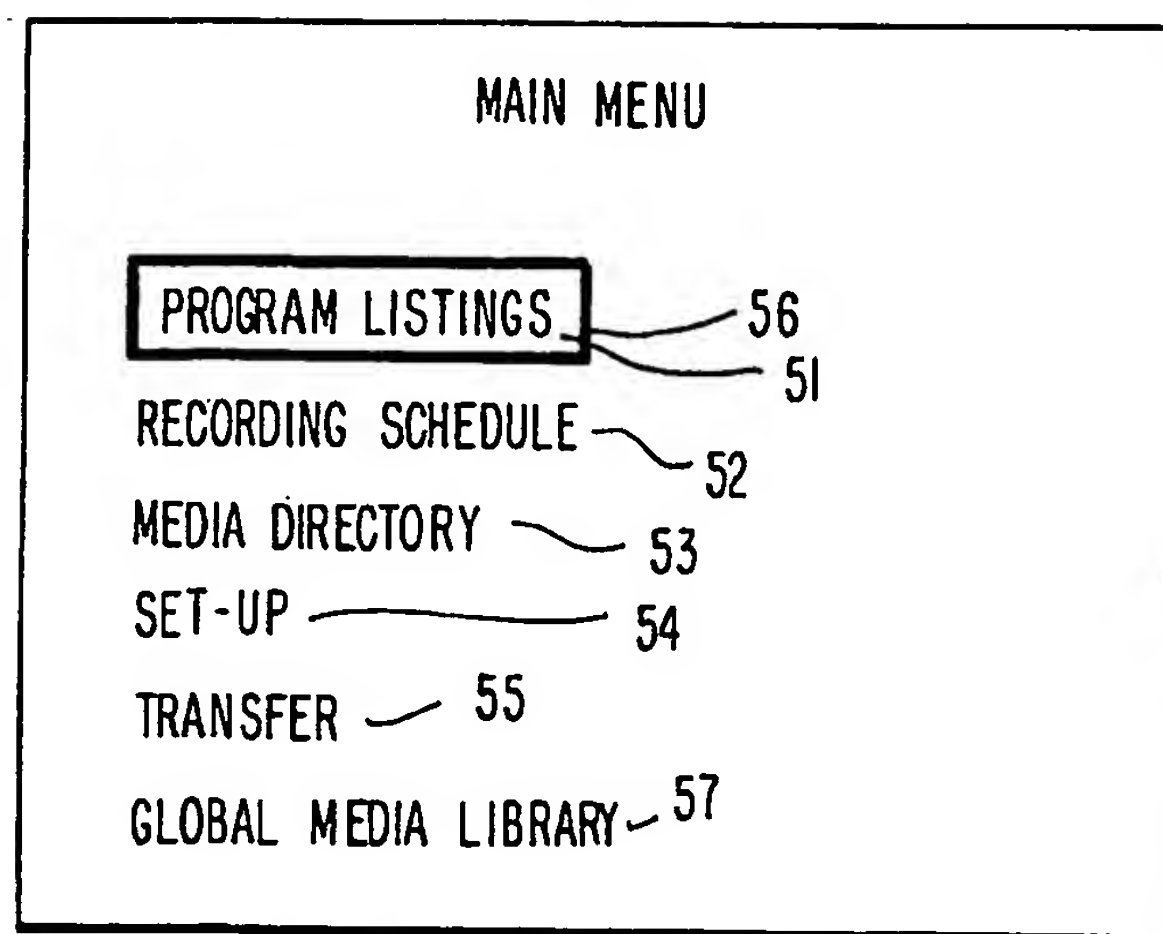 MAIN MENU
PROGRAM LISTINGS 56
51
RECORDING SCHEDULE 52
MEDIA DIRECTORY 53
SET-UP 54
TRANSFER 55
GLOBAL MEDIA LIBRARY 57